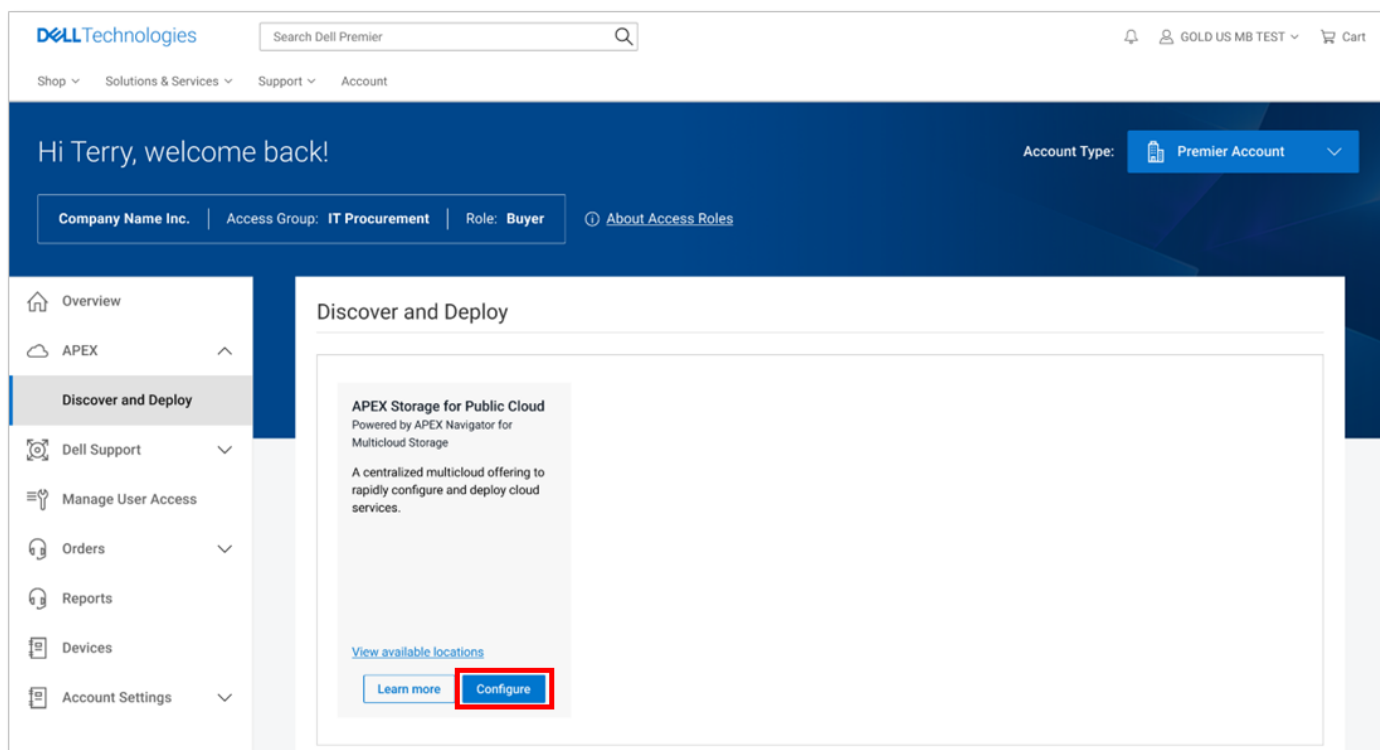 DELLTechnologies
Search Dell Premier
GOLD US MB TEST
Cart
Shop
Solutions & Services
Support
Account
Hi Terry, welcome back!
Account Type:
Premier Account
Company Name Inc.
Access Group: IT Procurement
Role: Buyer
About Access Roles
Overview
APEX
Discover and Deploy
Dell Support
Manage User Access
Orders
Reports
Devices
Account Settings
Discover and Deploy
APEX Storage for Public Cloud
Powered by APEX Navigator for
Multicloud Storage
A centralized multicloud offering to
rapidly configure and deploy cloud
services.
View available locations
Learn more
Configure